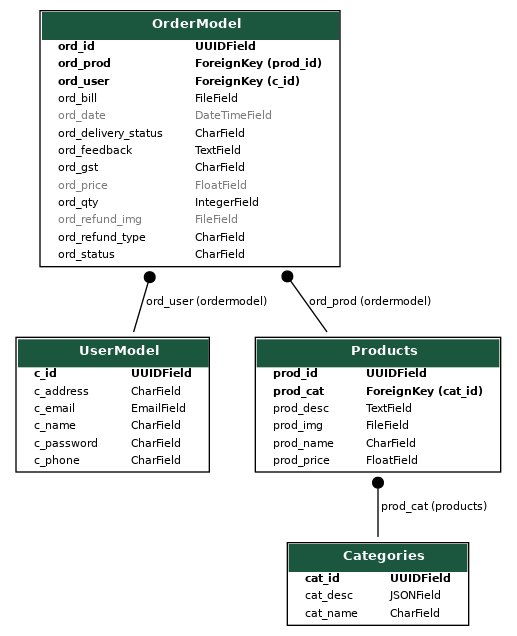 OrderModel
ord_id UUIDField
ord_prod ForeignKey (prod_id)
ord_user ForeignKey (c_id)
ord_bill FileField
ord_date DateTimeField
ord_delivery_status CharField
ord_feedback TextField
ord_gst CharField
ord_price FloatField
ord_qty IntegerField
ord_refund_img FileField
ord_refund_type CharField
ord_status CharField
ord_user (ordermodel)
ord_prod (ordermodel)
UserModel
c_id UUIDField
c_address CharField
c_email EmailField
c_name CharField
c_password CharField
c_phone CharField
Products
prod_id UUIDField
prod_cat ForeignKey (cat_id)
prod_desc TextField
prod_img FileField
prod_name CharField
prod_price FloatField
prod_cat (products)
Categories
cat_id UUIDField
cat_desc JSONField
cat_name CharField